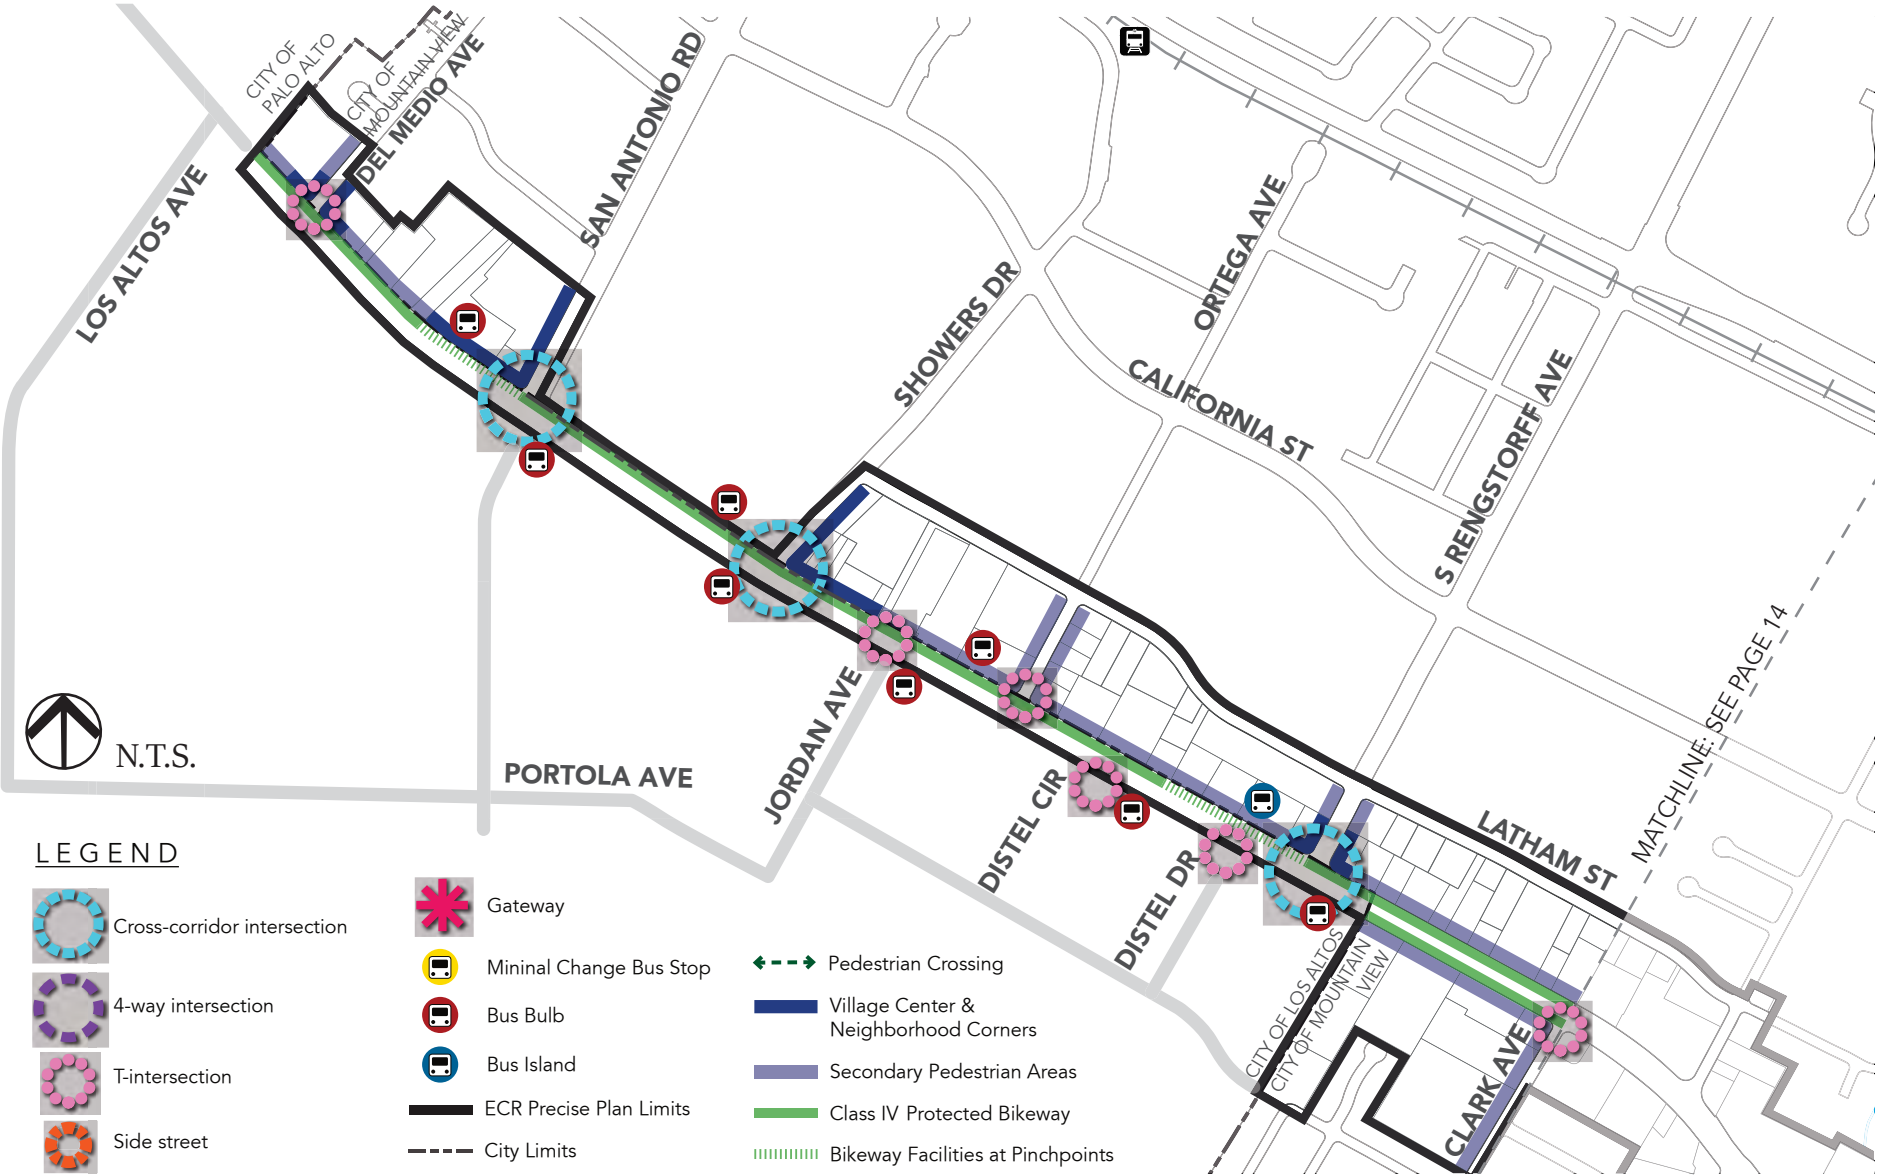 CITY OF
PALO ALTO
CITY OF
MOUNTAIN VIEW
DEL MEDIO AVE
SAN ANTONIO RD
LOS ALTOS AVE
SHOWERS DR
ORTEGA AVE
CALIFORNIA ST
S RENGSTORFF AVE
MATCHLINE: SEE PAGE 14
JORDAN AVE
PORTOLA AVE
DISTEL CIR
DISTEL DR
LATHAM ST
CITY OF LOS ALTOS
CITY OF MOUNTAIN
VIEW
CLARK AVE
N.T.S.
LEGEND
Cross-corridor intersection
4-way intersection
T-intersection
Side street
Gateway
Mininal Change Bus Stop
Bus Bulb
Bus Island
ECR Precise Plan Limits
City Limits
Pedestrian Crossing
Village Center &
Neighborhood Corners
Secondary Pedestrian Areas
Class IV Protected Bikeway
Bikeway Facilities at Pinchpoints